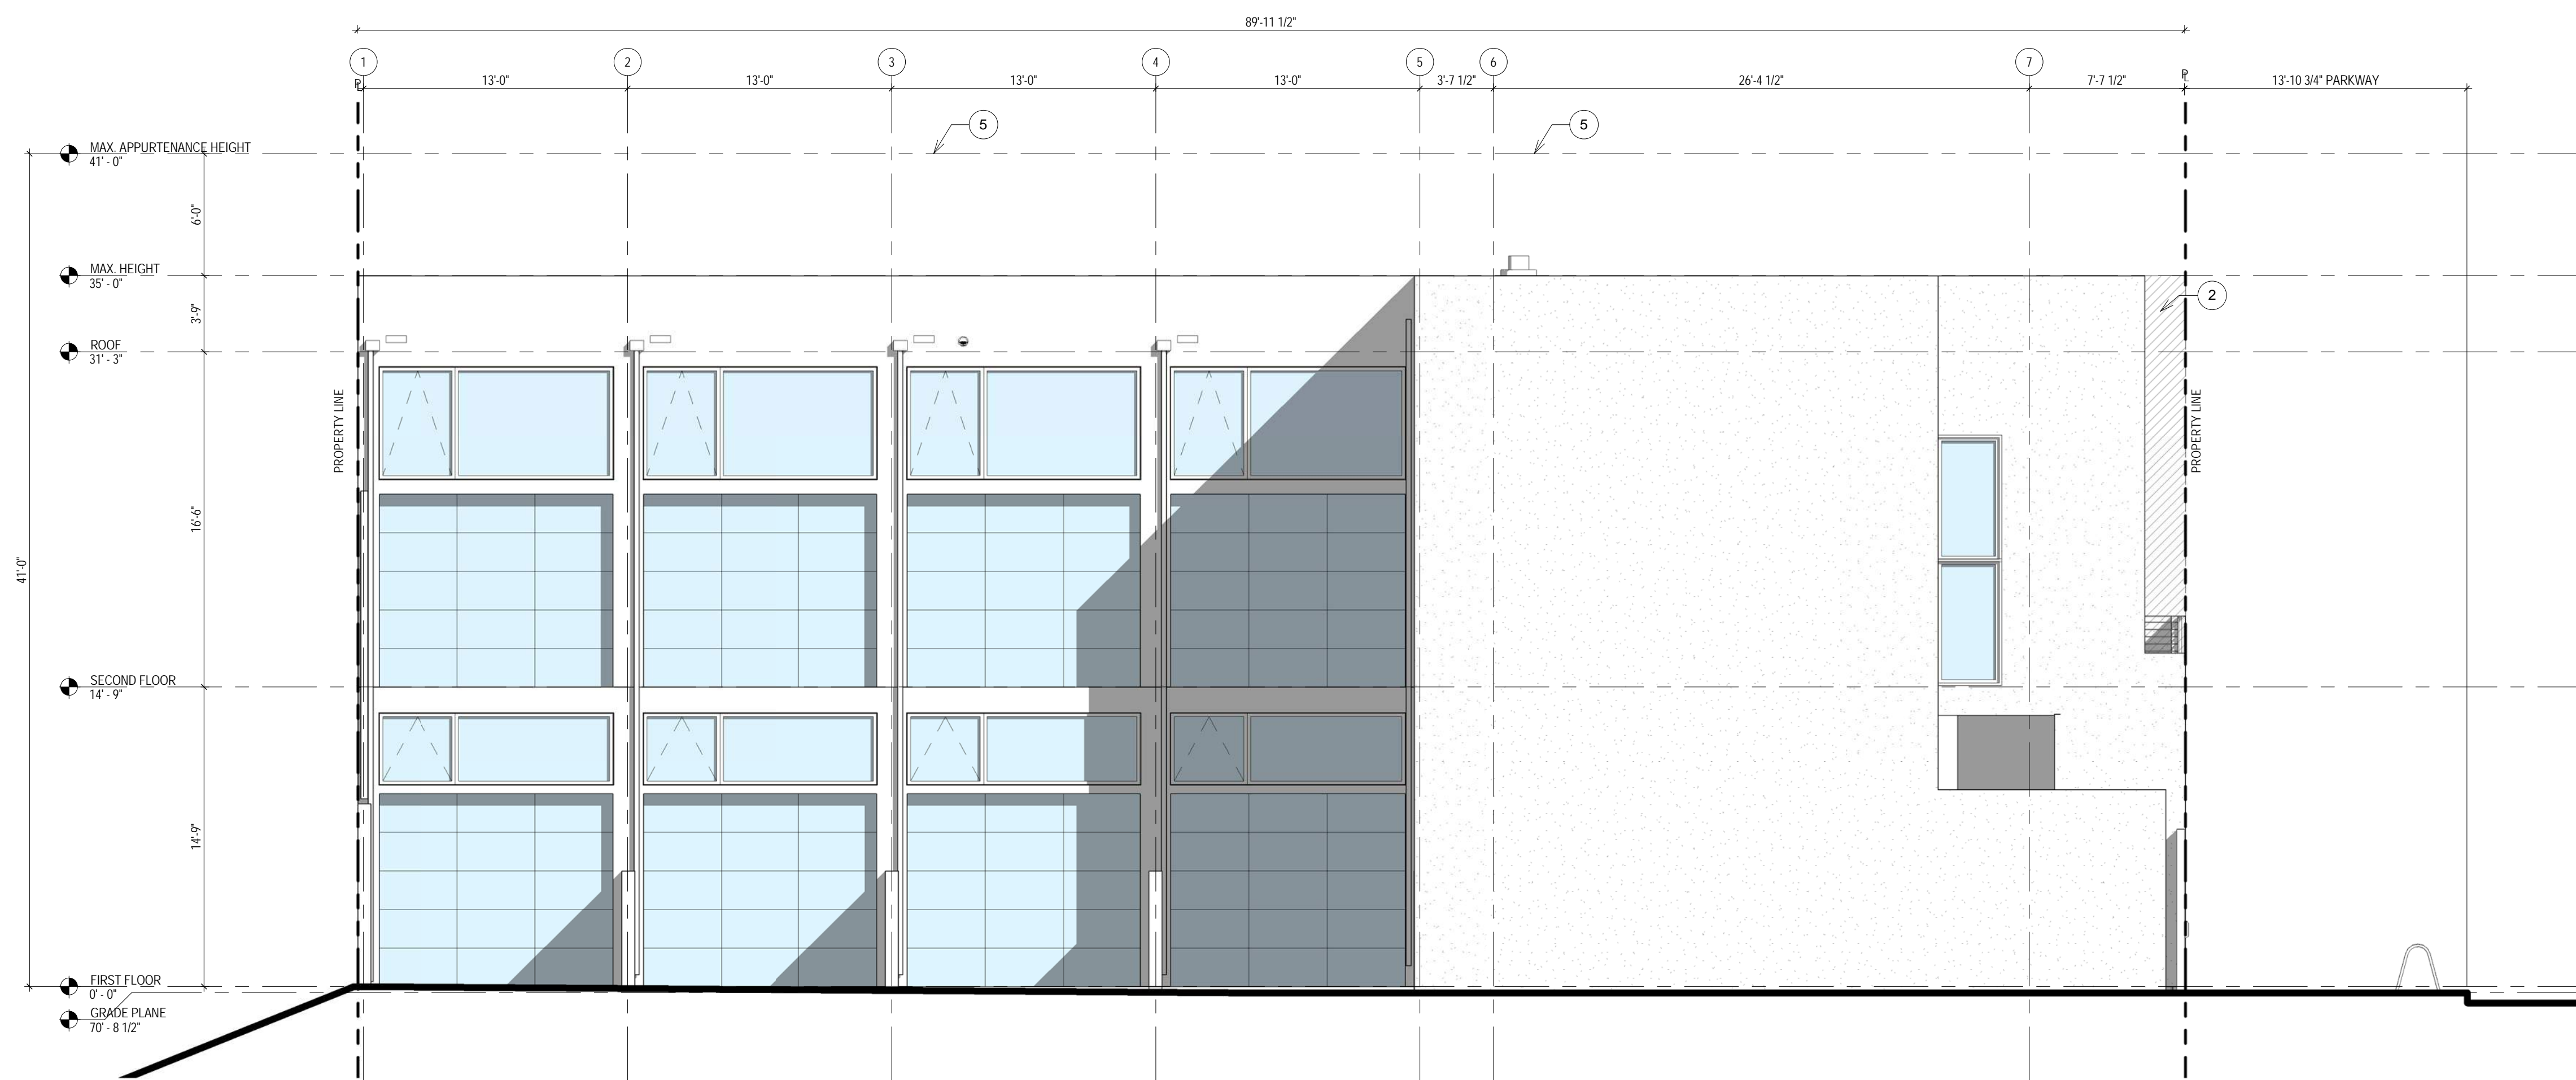 89'-11 1/2"
1
2
3
4
5
6
7
13'-0"
13'-0"
13'-0"
13'-0"
3'-7 1/2"
26'-4 1/2"
7'-7 1/2"
13'-10 3/4" PARKWAY
PL
PL
5
5
MAX. APPURTENANCE HEIGHT
41' - 0"
6'-0"
MAX. HEIGHT
35' - 0"
2
3'-9"
ROOF
31' - 3"
PROPERTY LINE
PROPERTY LINE
16'-6"
41'-0"
SECOND FLOOR
14' - 9"
14'-9"
FIRST FLOOR
0' - 0"
GRADE PLANE
70' - 8 1/2"